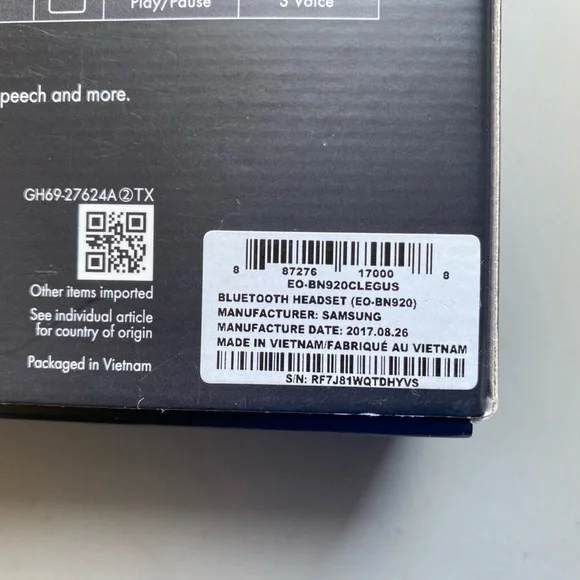 Play/Pause
S Voice
peech and more.
GH69-27624A②TX
Other items imported
See individual article
for country of origin
Packaged in Vietnam
8 87276 17000 8
EO-BN920CLEGUS
BLUETOOTH HEADSET (EO-BN920)
MANUFACTURER: SAMSUNG
MANUFACTURE DATE: 2017.08.26
MADE IN VIETNAM/FABRIQUÉ AU VIETNAM
S/N: RF7J81WQTDHYVS